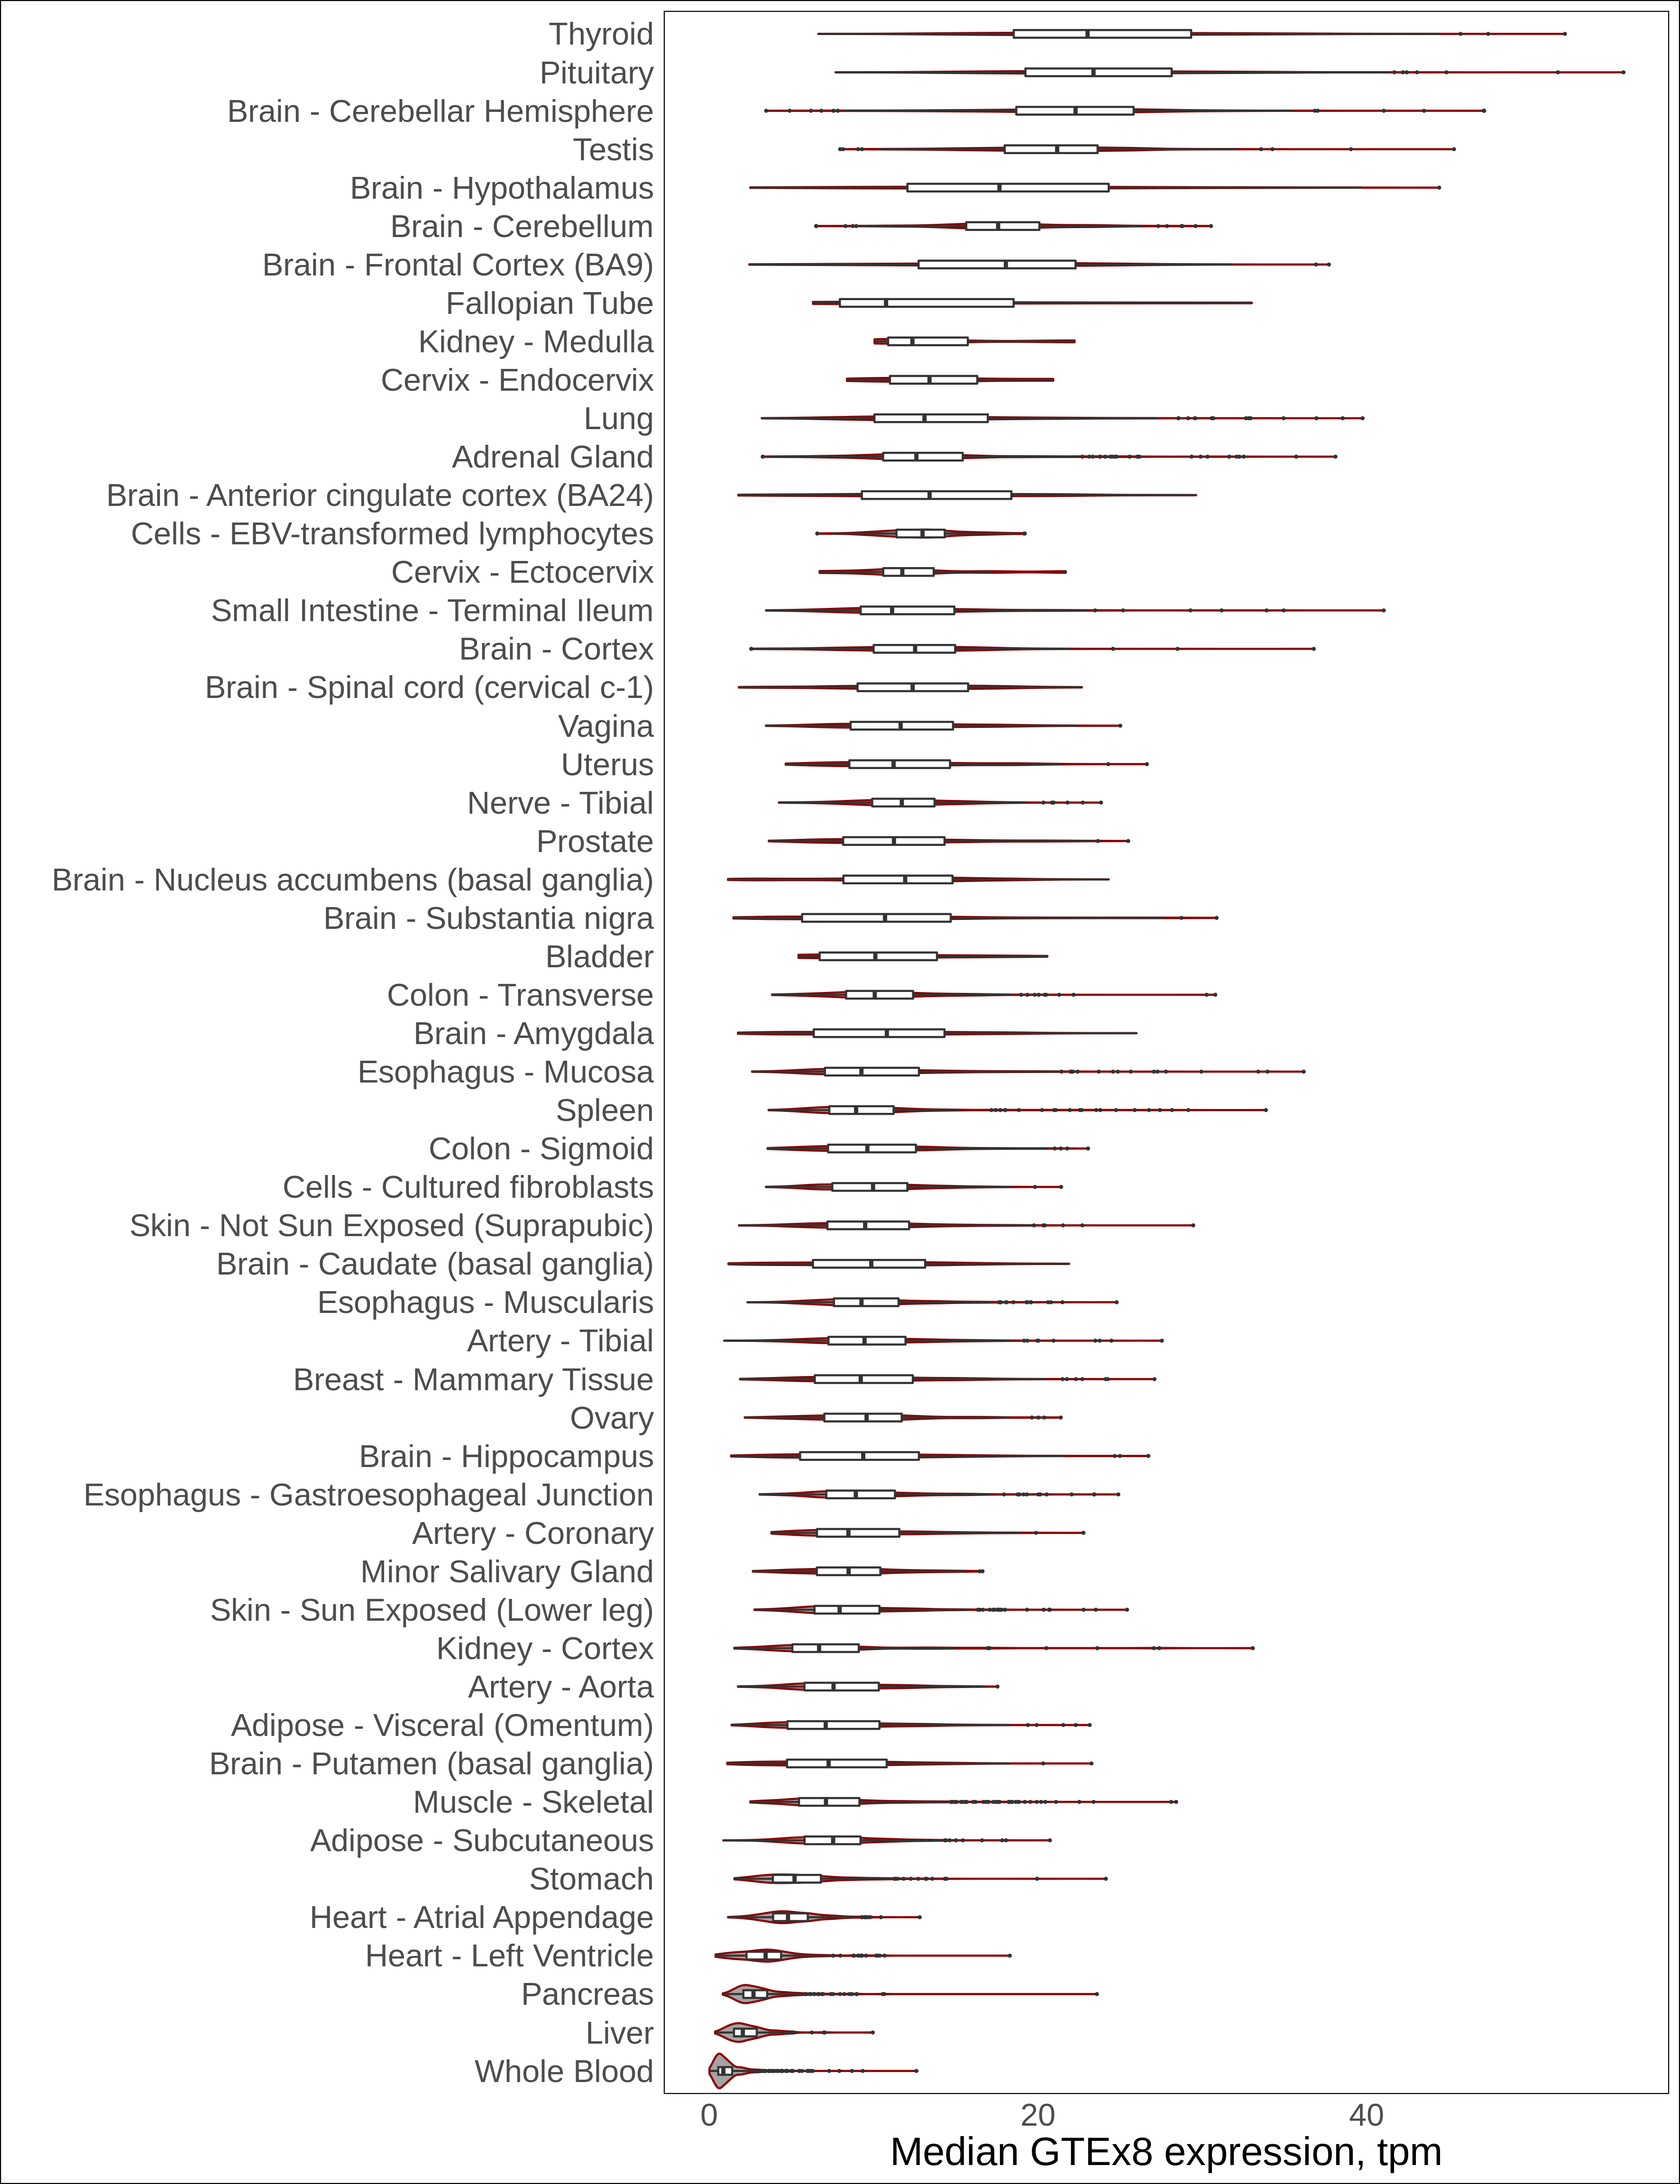 Thyroid
Pituitary
Brain - Cerebellar Hemisphere
Testis
Brain - Hypothalamus
Brain - Cerebellum
Brain - Frontal Cortex (BA9)
Fallopian Tube
Kidney - Medulla
Cervix - Endocervix
Lung
Adrenal Gland
Brain - Anterior cingulate cortex (BA24)
Cells - EBV-transformed lymphocytes
Cervix - Ectocervix
Small Intestine - Terminal Ileum
Brain - Cortex
Brain - Spinal cord (cervical c-1)
Vagina
Uterus
Nerve - Tibial
Prostate
Brain - Nucleus accumbens (basal ganglia)
Brain - Substantia nigra
Bladder
Colon - Transverse
Brain - Amygdala
Esophagus - Mucosa
Spleen
Colon - Sigmoid
Cells - Cultured fibroblasts
Skin - Not Sun Exposed (Suprapubic)
Brain - Caudate (basal ganglia)
Esophagus - Muscularis
Artery - Tibial
Breast - Mammary Tissue
Ovary
Brain - Hippocampus
Esophagus - Gastroesophageal Junction
Artery - Coronary
Minor Salivary Gland
Skin - Sun Exposed (Lower leg)
Kidney - Cortex
Artery - Aorta
Adipose - Visceral (Omentum)
Brain - Putamen (basal ganglia)
Muscle - Skeletal
Adipose - Subcutaneous
Stomach
Heart - Atrial Appendage
Heart - Left Ventricle
Pancreas
Liver
Whole Blood
0 20 40
Median GTEx8 expression, tpm